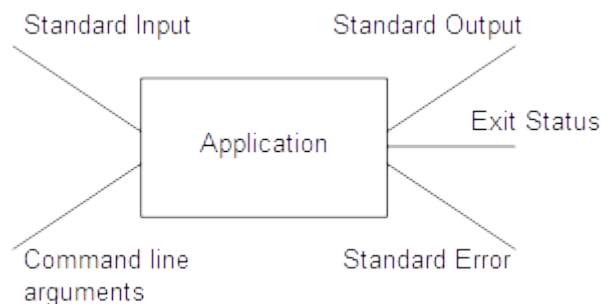 Standard Input
Standard Output
Exit Status
Application
Command line
arguments
Standard Error